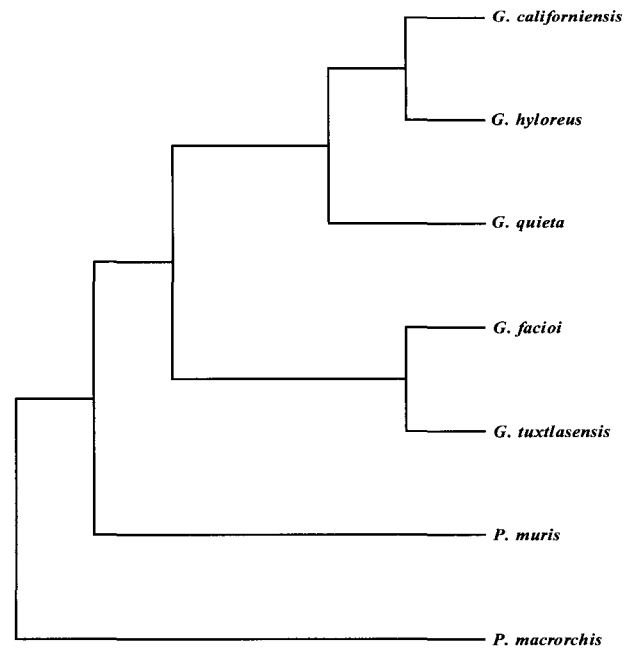 G. californiensis
G. hyloreus
G. quieta
G. facioi
G. tuxtlasensis
P. muris
P. macrorchis